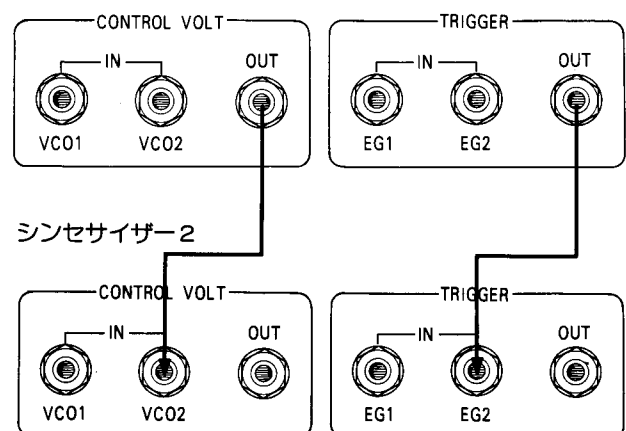 CONTROL VOLT TRIGGER
IN OUT IN OUT
VCO1 VCO2 EG1 EG2
シンセサイザー2
CONTROL VOLT TRIGGER
IN OUT IN OUT
VCO1 VCO2 EG1 EG2